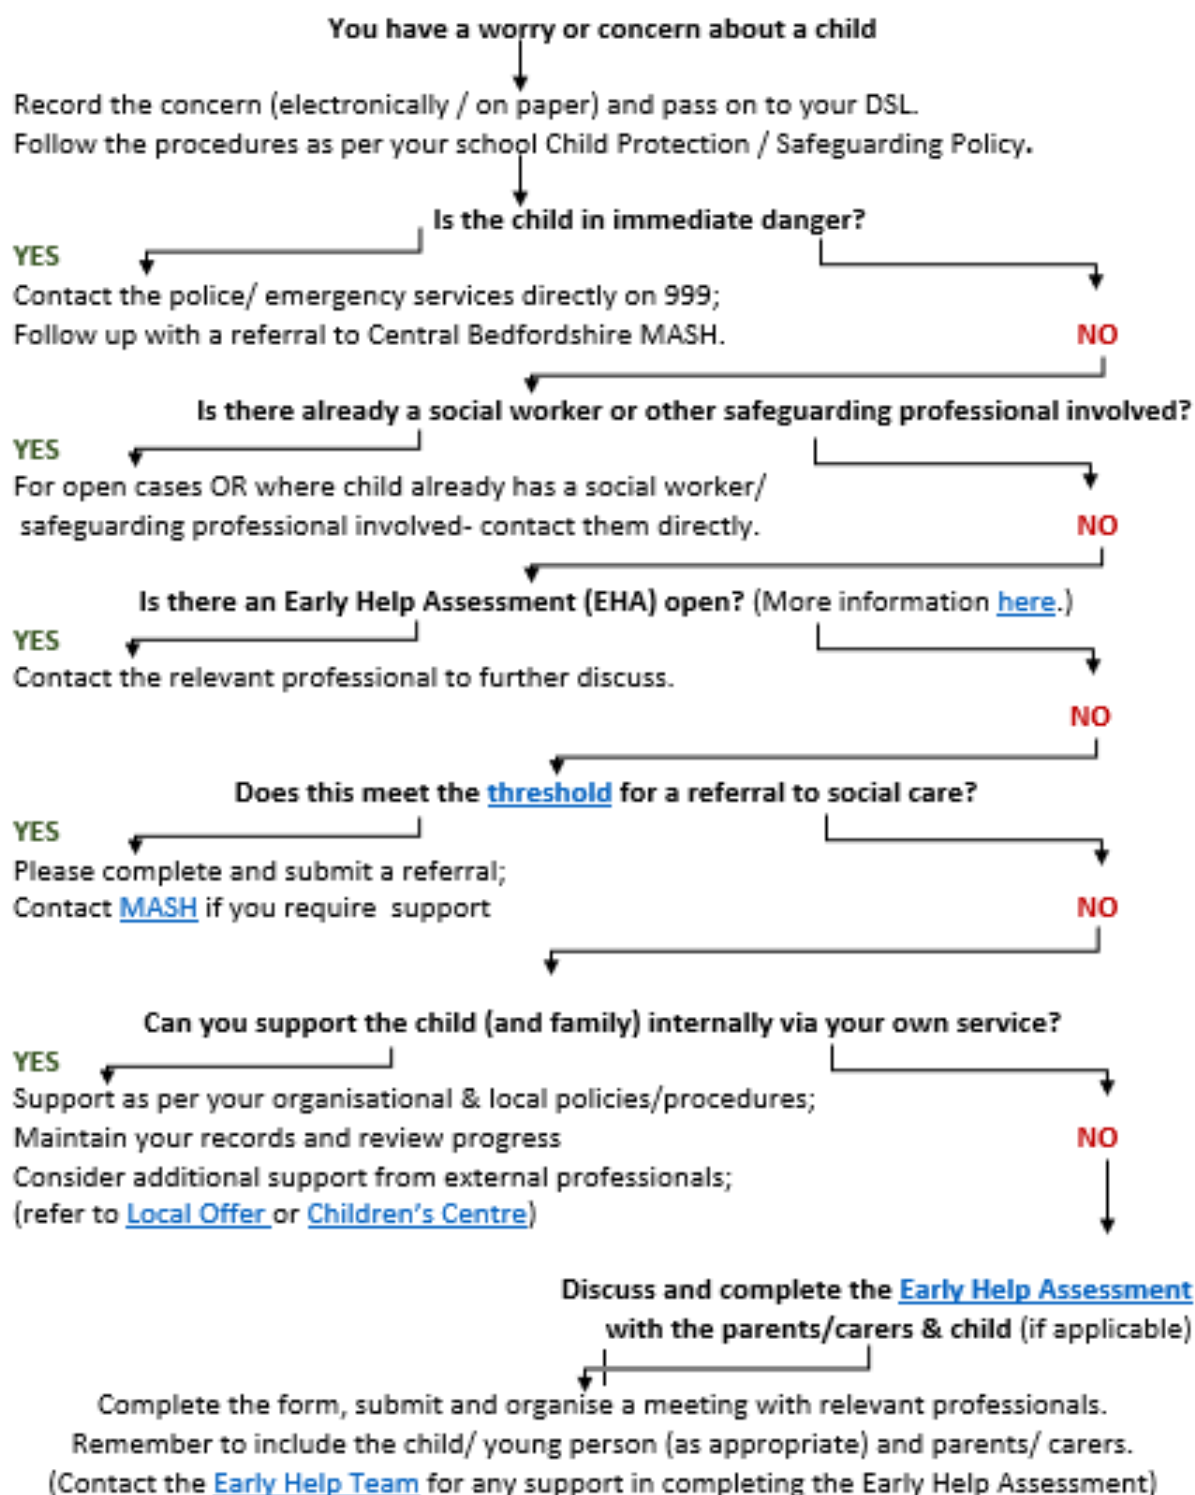 You have a worry or concern about a child
Record the concern (electronically / on paper) and pass on to your DSL.
Follow the procedures as per your school Child Protection / Safeguarding Policy.
Is the child in immediate danger?
YES
Contact the police/ emergency services directly on 999;
Follow up with a referral to Central Bedfordshire MASH.
NO
Is there already a social worker or other safeguarding professional involved?
YES
For open cases OR where child already has a social worker/
safeguarding professional involved- contact them directly.
NO
Is there an Early Help Assessment (EHA) open? (More information here.)
YES
Contact the relevant professional to further discuss.
NO
Does this meet the threshold for a referral to social care?
YES
Please complete and submit a referral;
Contact MASH if you require support
NO
Can you support the child (and family) internally via your own service?
YES
Support as per your organisational & local policies/procedures;
Maintain your records and review progress
NO
Consider additional support from external professionals;
(refer to Local Offer or Children's Centre)
Discuss and complete the Early Help Assessment
with the parents/carers & child (if applicable)
Complete the form, submit and organise a meeting with relevant professionals.
Remember to include the child/ young person (as appropriate) and parents/ carers.
(Contact the Early Help Team for any support in completing the Early Help Assessment)